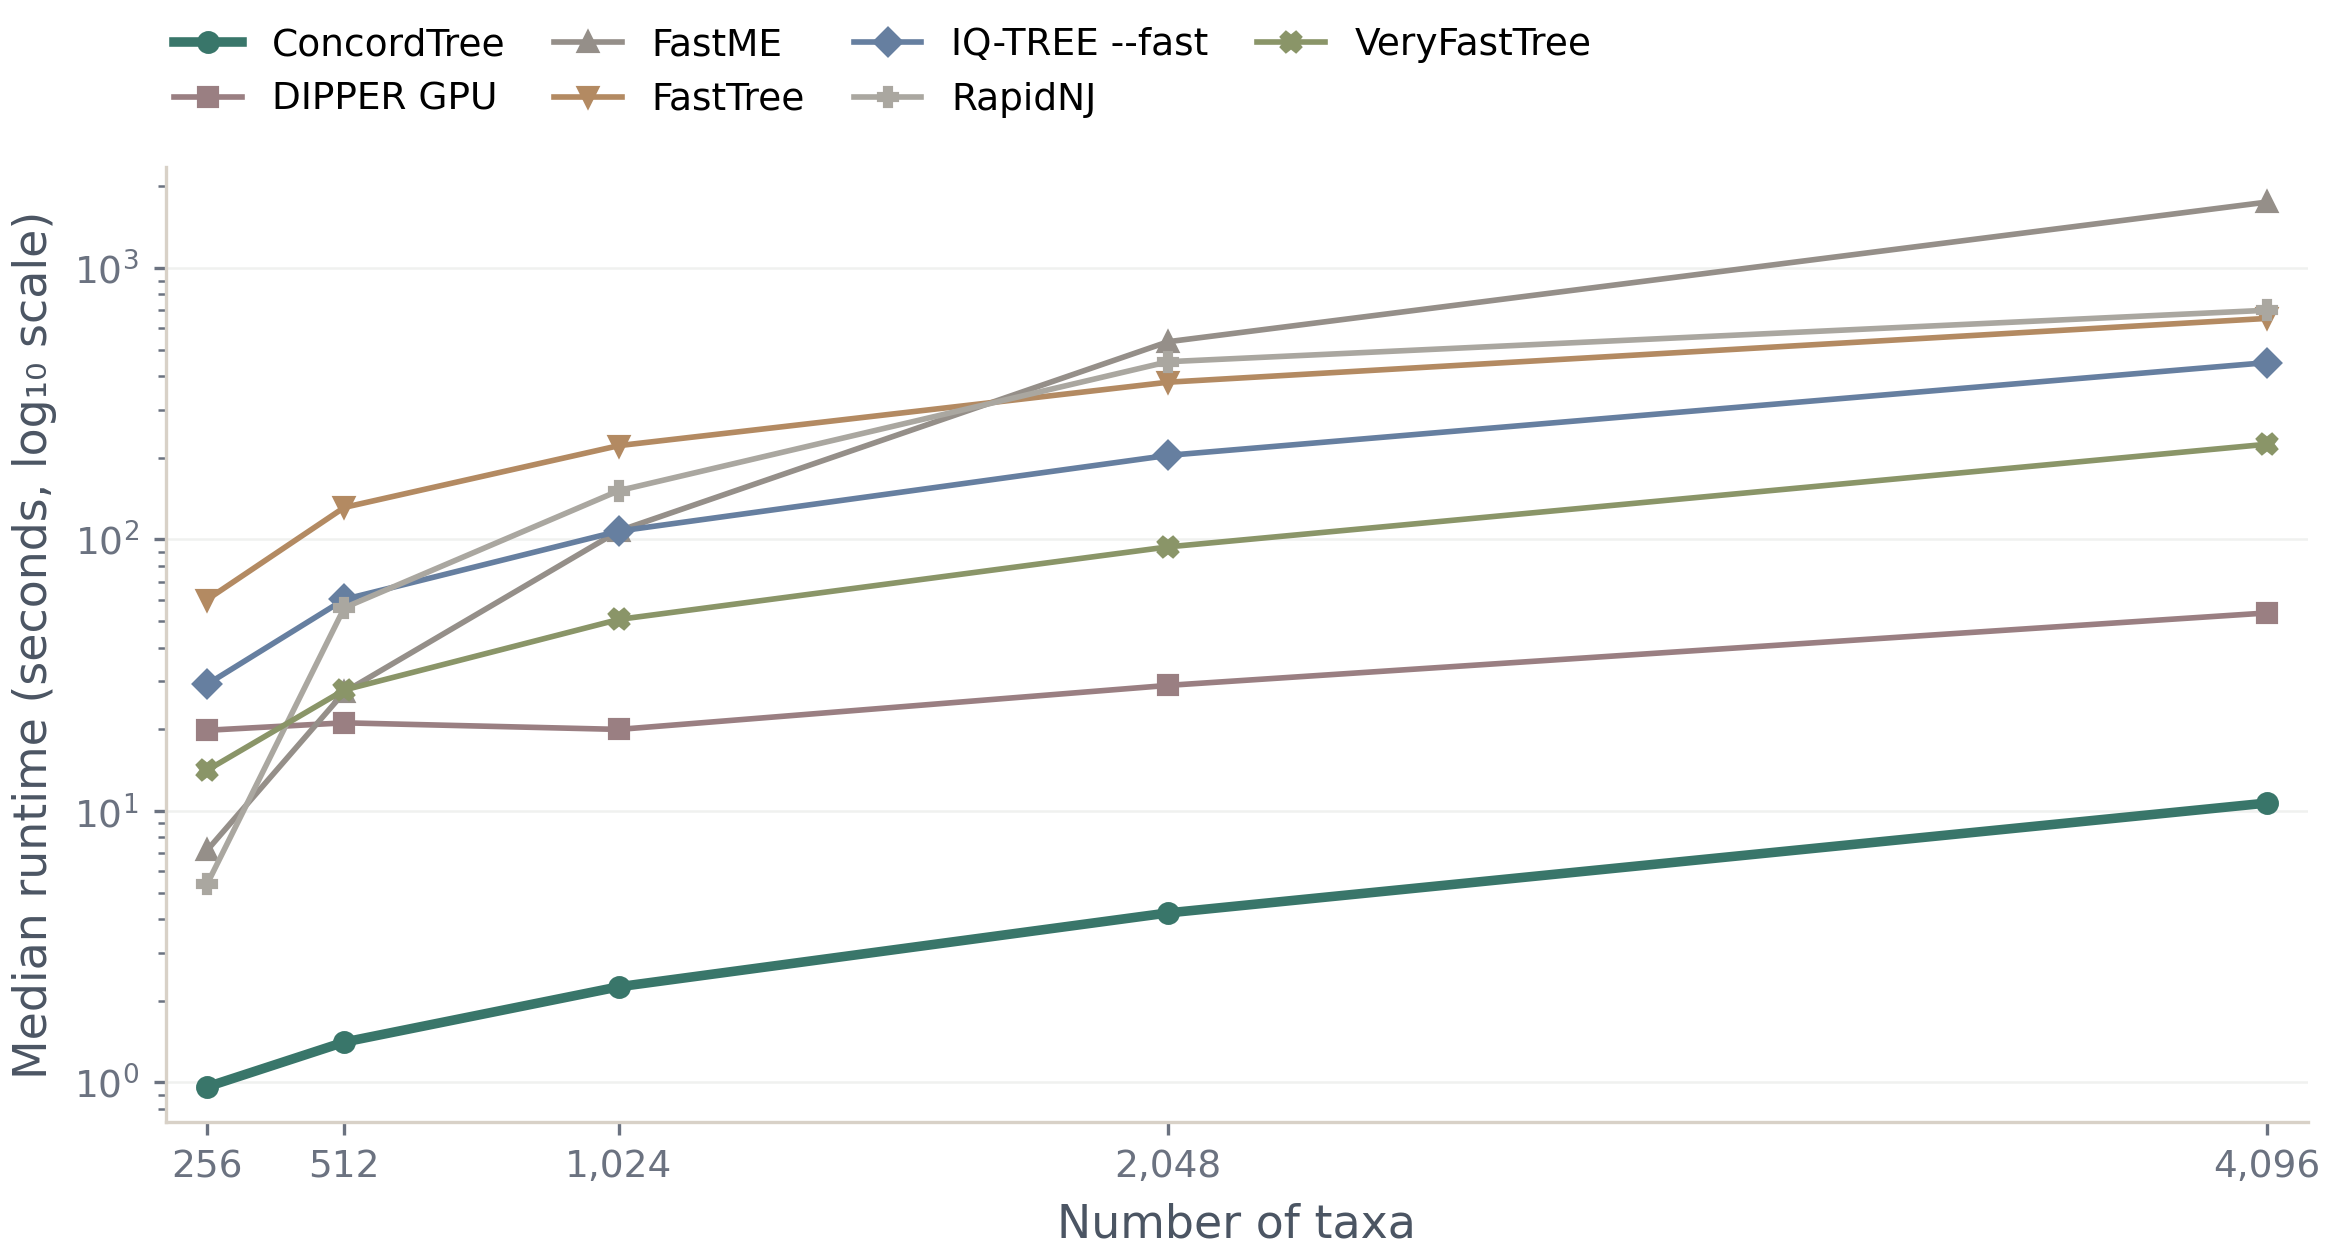 ConcordTree
DIPPER GPU
FastME
FastTree
IQ-TREE --fast
RapidNJ
VeryFastTree
Median runtime (seconds, log₁₀ scale)
10³
10²
10¹
10⁰
256
512
1,024
2,048
4,096
Number of taxa